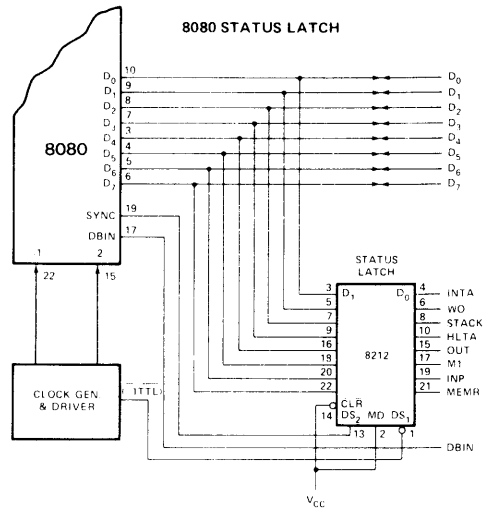 8080 STATUS LATCH
8080
D0 10 D0
D1 9 D1
D2 8 D2
D3 7 D3
D4 3 D4
D5 4 D5
D6 5 D6
D7 6 D7
SYNC 19
DBIN 17
1 2
22 15
STATUS
LATCH
8212
3 D1 D0 4 INTA
5 6 WO
7 8 STACK
9 10 HLTA
16 15 OUT
18 17 M1
20 19 INP
22 21 MEMR
CLR
14 DS2 MD DS1
13 2 1
CLOCK GEN.
& DRIVER
TTL)
DBIN
VCC